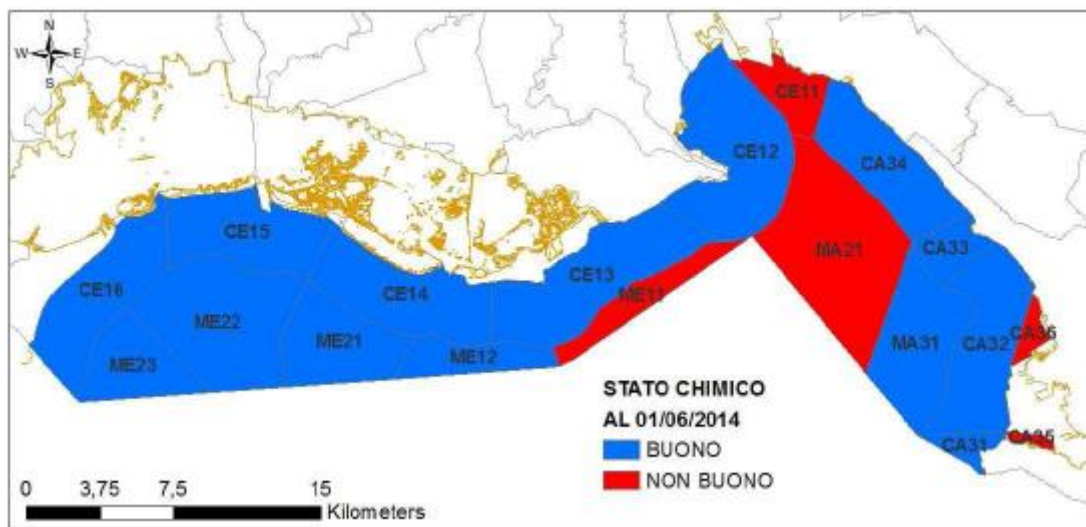 N
W E
S
CE11
CE12
CA34
CE15
MA21
CA33
CE13
CE16
CE14
ME11
ME22
CA36
ME21
MA31
CA32
ME12
ME23
STATO CHIMICO
AL 01/06/2014
CA35
CA31
BUONO
NON BUONO
0 3,75 7,5 15
Kilometers